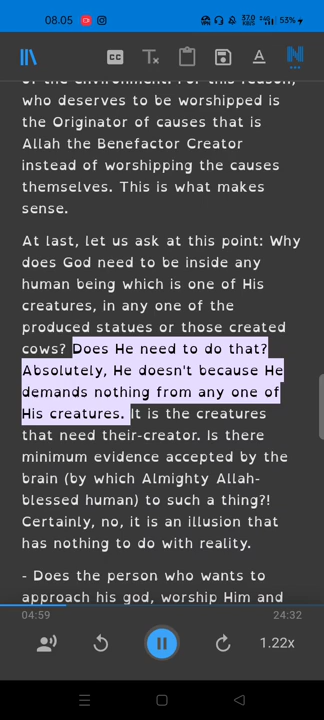 08.05
37,0
KB/S
24G
53%
CC
of the environment. For this reason,
who deserves to be worshipped is
the Originator of causes that is
Allah the Benefactor Creator
instead of worshipping the causes
themselves. This is what makes
sense.
At last, let us ask at this point: Why
does God need to be inside any
human being which is one of His
creatures, in any one of the
produced statues or those created
cows? Does He need to do that?
Absolutely, He doesn't because He
demands nothing from any one of
His creatures. It is the creatures
that need their-creator. Is there
minimum evidence accepted by the
brain (by which Almighty Allah-
blessed human) to such a thing?!
Certainly, no, it is an illusion that
has nothing to do with reality.
- Does the person who wants to
approach his god, worship Him and
04:59
24:32
1.22x